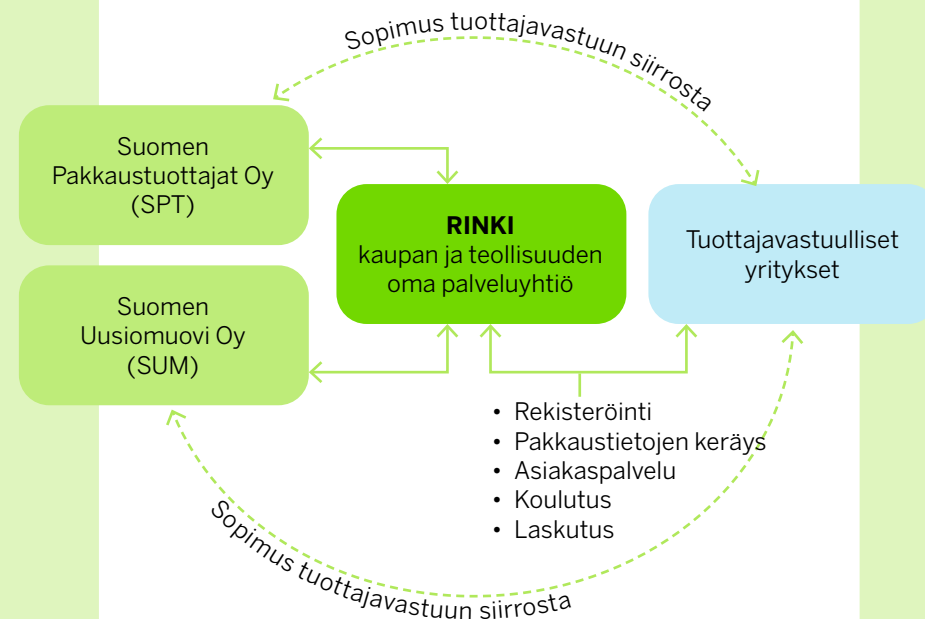 Sopimus tuottajavastuun siirrosta
Suomen
Pakkaustuottajat Oy
(SPT)
RINKI
kaupan ja teollisuuden
oma palveluyhtiö
Tuottajavastuulliset
yritykset
Suomen
Uusiomuovi Oy
(SUM)
• Rekisteröinti
• Pakkaustietojen keräys
• Asiakaspalvelu
• Koulutus
• Laskutus
Sopimus tuottajavastuun siirrosta